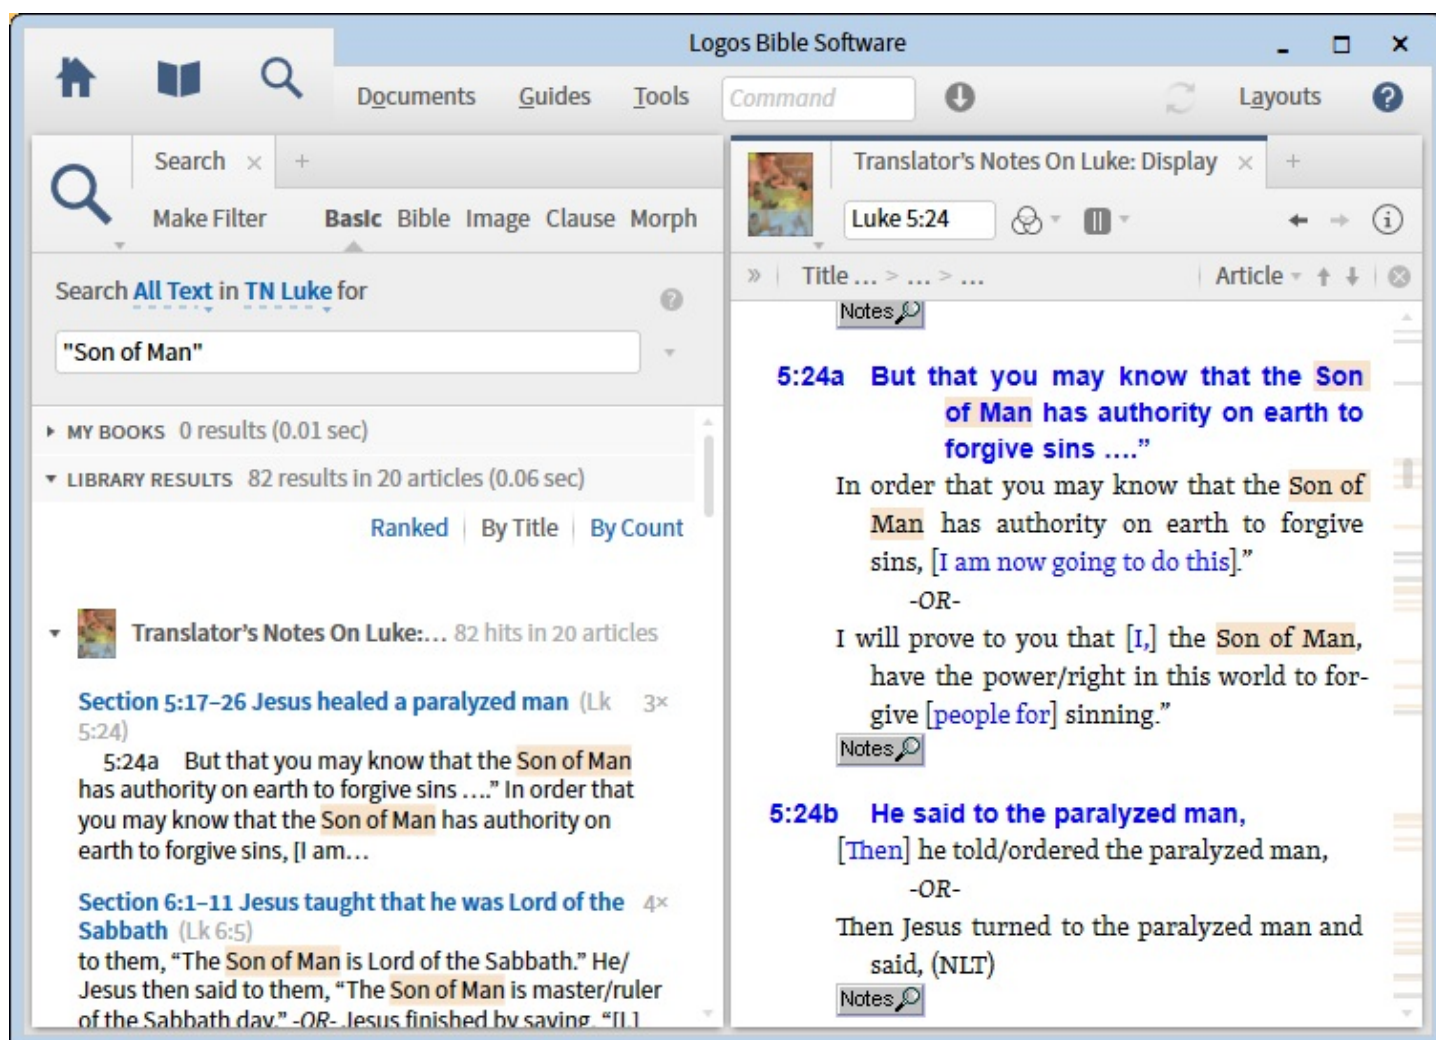 Logos Bible Software
Documents Guides Tools Command Layouts ?
Search × +
Make Filter Basic Bible Image Clause Morph
Search All Text in TN Luke for ?
"Son of Man"
MY BOOKS 0 results (0.01 sec)
LIBRARY RESULTS 82 results in 20 articles (0.06 sec)
Ranked | By Title | By Count
Translator’s Notes On Luke:… 82 hits in 20 articles
Section 5:17–26 Jesus healed a paralyzed man (Lk 3×
5:24)
5:24a But that you may know that the Son of Man
has authority on earth to forgive sins ….” In order that
you may know that the Son of Man has authority on
earth to forgive sins, [I am…
Section 6:1–11 Jesus taught that he was Lord of the 4×
Sabbath (Lk 6:5)
to them, “The Son of Man is Lord of the Sabbath.” He/
Jesus then said to them, “The Son of Man is master/ruler
of the Sabbath day.” -OR- Jesus finished by saying, “[I,]
Translator’s Notes On Luke: Display × +
Luke 5:24
» | Title … > … > … Article
Notes
5:24a But that you may know that the Son
of Man has authority on earth to
forgive sins ….”
In order that you may know that the Son of
Man has authority on earth to forgive
sins, [I am now going to do this].”
-OR-
I will prove to you that [I,] the Son of Man,
have the power/right in this world to for-
give [people for] sinning.”
Notes
5:24b He said to the paralyzed man,
[Then] he told/ordered the paralyzed man,
-OR-
Then Jesus turned to the paralyzed man and
said, (NLT)
Notes